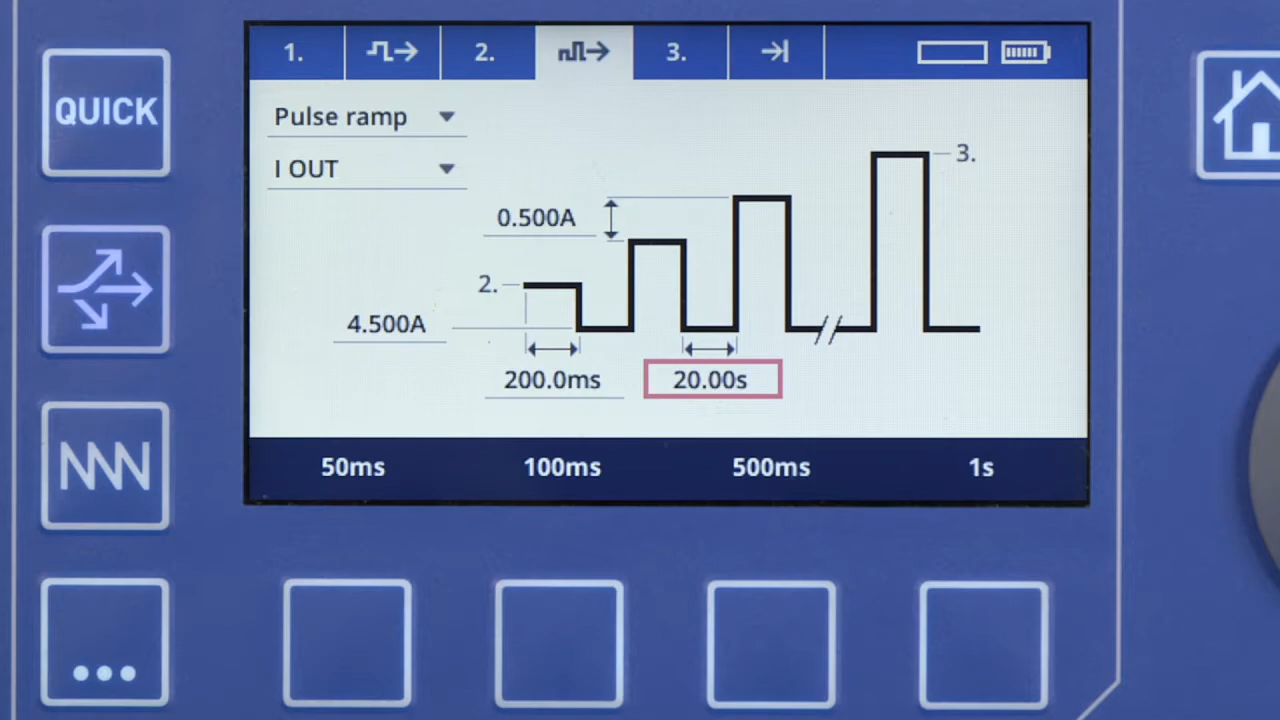 QUICK
1.
2.
3.
Pulse ramp
I OUT
3.
0.500A
2.
4.500A
200.0ms
20.00s
50ms
100ms
500ms
1s